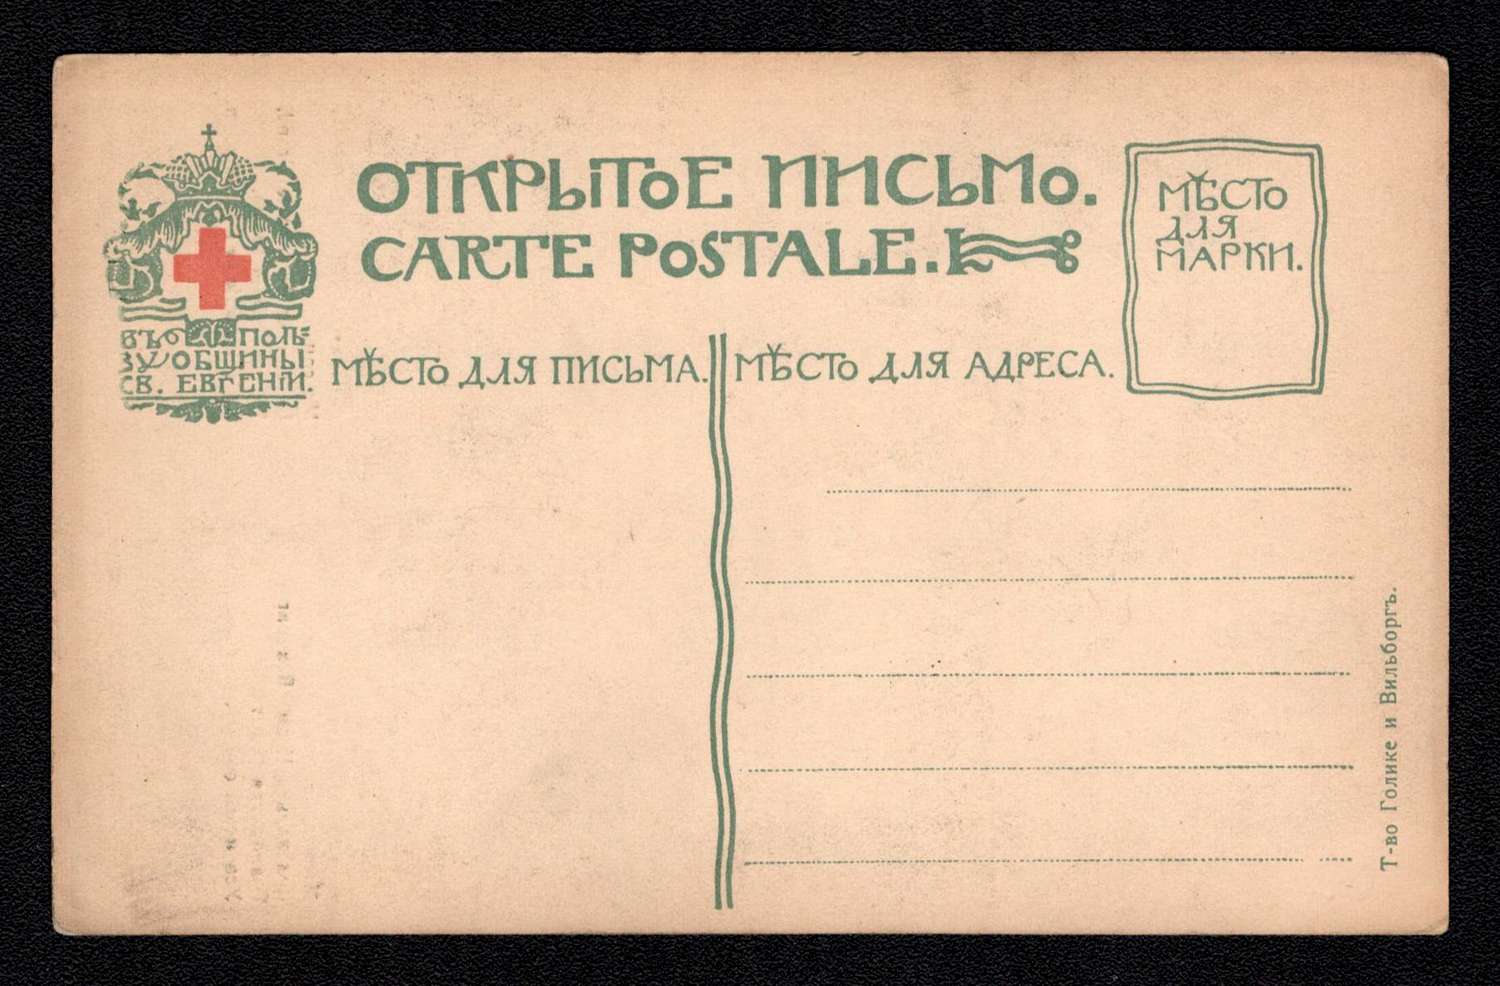 ОТКРЫТОЕ ПИСЬМО.
CARTE POSTALE.
МѢСТО
ДЛЯ
МАРКИ.
ВЪ ПОЛЬ=
ЗУ ОБЩИНЫ
СВ. ЕВГЕНІИ.
МѢСТО ДЛЯ ПИСЬМА.
МѢСТО ДЛЯ АДРЕСА.
Т-во Голике и Вильборгъ.